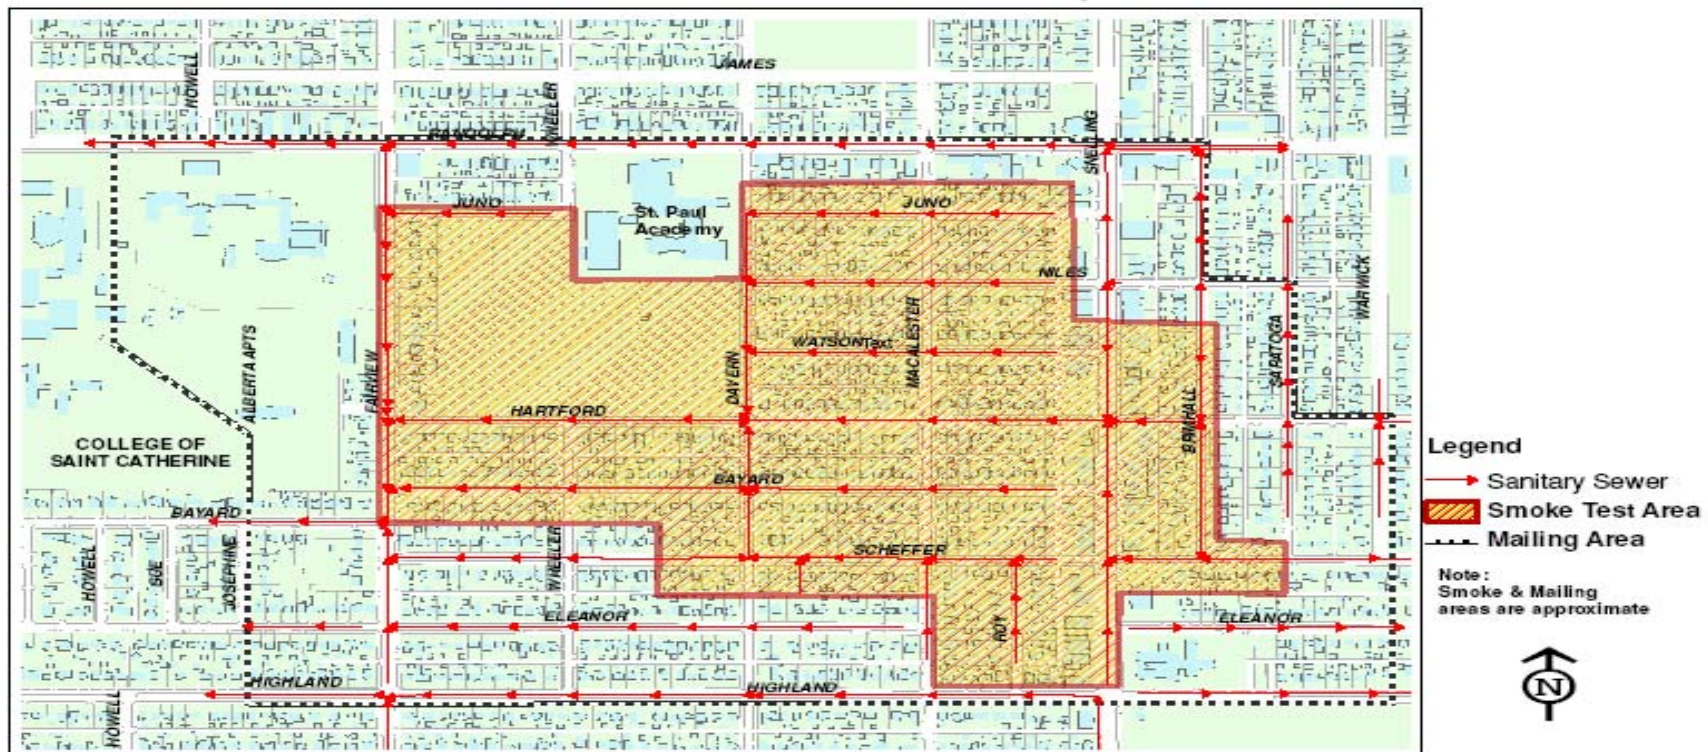 JAMES
HOWELL
WHEELER
RANDOLPH
SNELLING
JUNO
St. Paul
Academy
JUNO
NILES
WARWICK
MACALESTER
SARATOGA
WATSONText
ALBERTA APTS
FAIRVIEW
DAVERN
HARTFORD
BRIMHALL
COLLEGE OF
SAINT CATHERINE
BAYARD
BAYARD
HOWELL
SUE
JOSEPHINE
WHEELER
SCHEFFER
ELEANOR
ROY
ELEANOR
HIGHLAND
HIGHLAND
HOWELL
Legend
Sanitary Sewer
Smoke Test Area
Mailing Area
Note:
Smoke & Mailing
areas are approximate
N